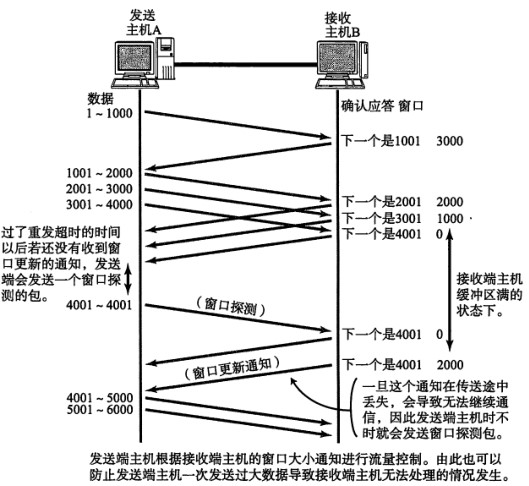 发送
主机A
接收
主机B
数据
确认应答 窗口
1～1000
下一个是1001 3000
1001～2000
2001～3000
3001～4000
下一个是2001 2000
下一个是3001 1000
下一个是4001 0
过了重发超时的时间
以后若还没有收到窗
口更新的通知，发送
端会发送一个窗口探
测的包。
接收端主机
缓冲区满的
状态下。
4001～4001
（窗口探测）
下一个是4001 0
（窗口更新通知）
下一个是4001 2000
4001～5000
5001～6000
一旦这个通知在传送途中
丢失，会导致无法继续通
信，因此发送端主机时不
时就会发送窗口探测包。
发送端主机根据接收端主机的窗口大小通知进行流量控制。由此也可以
防止发送端主机一次发送过大数据导致接收端主机无法处理的情况发生。